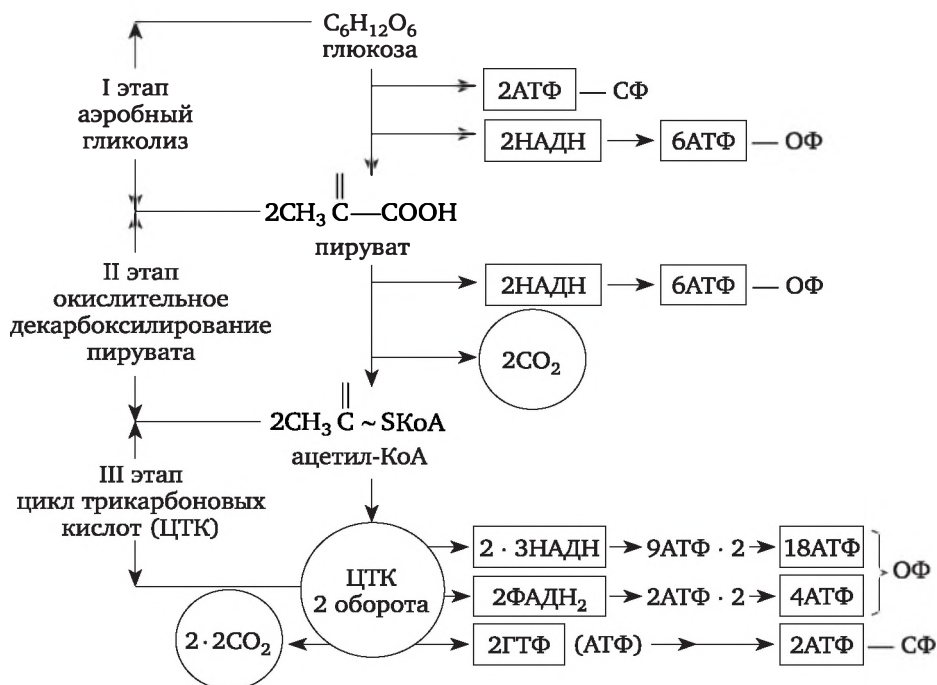 C₆H₁₂O₆
глюкоза
I этап
аэробный
гликолиз
2АТФ — СФ
2НАДН → 6АТФ — ОФ
2CH₃ C — COOH
пируват
II этап
окислительное
декарбоксилирование
пирувата
2НАДН → 6АТФ — ОФ
2CO₂
2CH₃ C ~ SКоА
ацетил-КоА
III этап
цикл трикарбоновых
кислот (ЦТК)
ЦТК
2 оборота
2 · 3НАДН → 9АТФ · 2 → 18АТФ
2ФАДН₂ → 2АТФ · 2 → 4АТФ
ОФ
2 · 2CO₂
2ГТФ (АТФ) → 2АТФ — СФ